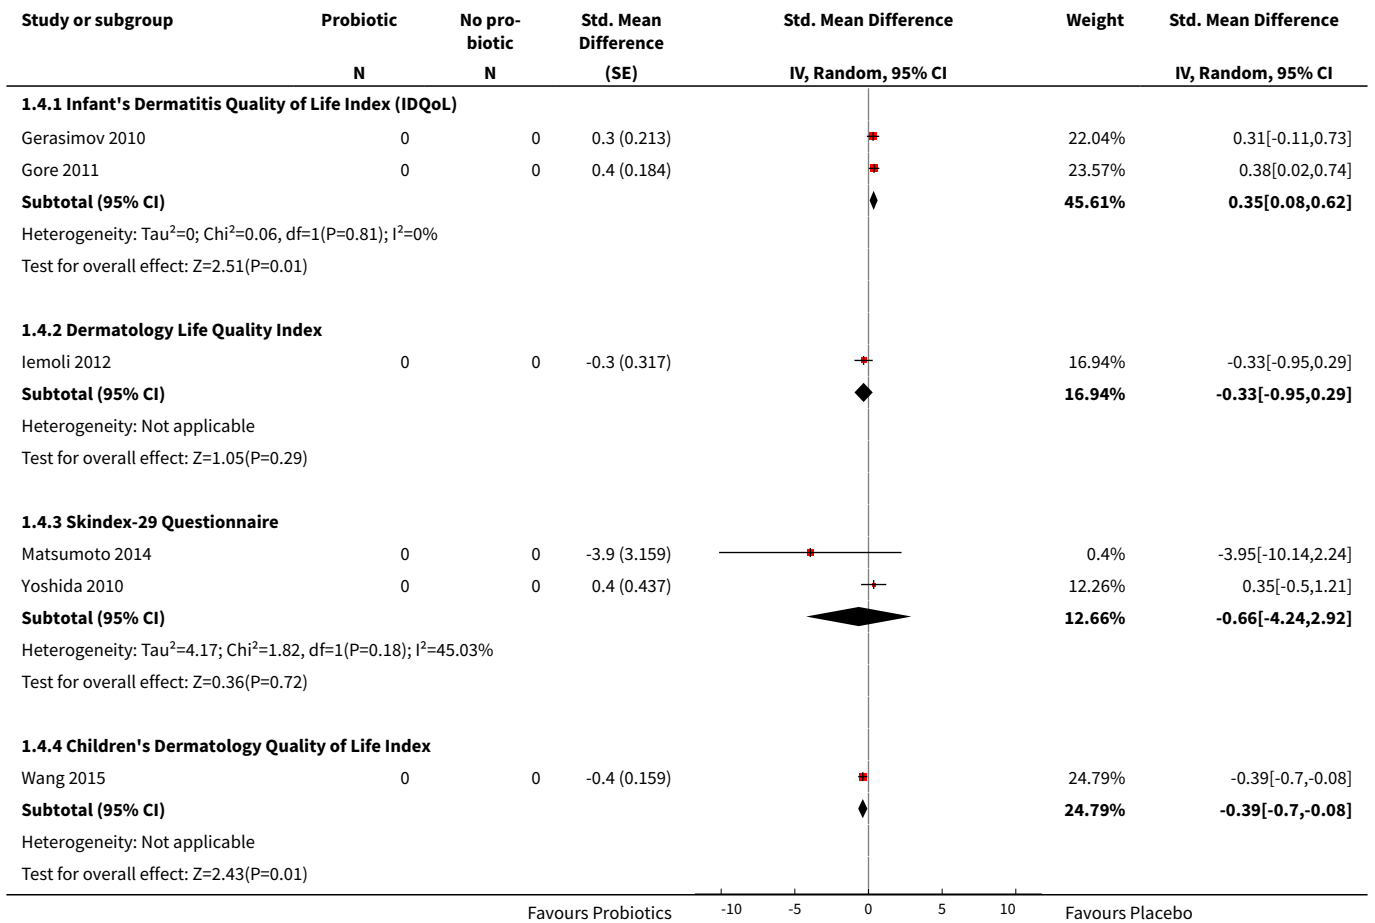 Study or subgroup Probiotic No pro- Std. Mean Std. Mean Difference Weight Std. Mean Difference
biotic Difference
N N (SE) IV, Random, 95% CI IV, Random, 95% CI
1.4.1 Infant's Dermatitis Quality of Life Index (IDQoL)
Gerasimov 2010 0 0 0.3 (0.213) 22.04% 0.31[-0.11,0.73]
Gore 2011 0 0 0.4 (0.184) 23.57% 0.38[0.02,0.74]
Subtotal (95% CI) 45.61% 0.35[0.08,0.62]
Heterogeneity: Tau²=0; Chi²=0.06, df=1(P=0.81); I²=0%
Test for overall effect: Z=2.51(P=0.01)
1.4.2 Dermatology Life Quality Index
Iemoli 2012 0 0 -0.3 (0.317) 16.94% -0.33[-0.95,0.29]
Subtotal (95% CI) 16.94% -0.33[-0.95,0.29]
Heterogeneity: Not applicable
Test for overall effect: Z=1.05(P=0.29)
1.4.3 Skindex-29 Questionnaire
Matsumoto 2014 0 0 -3.9 (3.159) 0.4% -3.95[-10.14,2.24]
Yoshida 2010 0 0 0.4 (0.437) 12.26% 0.35[-0.5,1.21]
Subtotal (95% CI) 12.66% -0.66[-4.24,2.92]
Heterogeneity: Tau²=4.17; Chi²=1.82, df=1(P=0.18); I²=45.03%
Test for overall effect: Z=0.36(P=0.72)
1.4.4 Children's Dermatology Quality of Life Index
Wang 2015 0 0 -0.4 (0.159) 24.79% -0.39[-0.7,-0.08]
Subtotal (95% CI) 24.79% -0.39[-0.7,-0.08]
Heterogeneity: Not applicable
Test for overall effect: Z=2.43(P=0.01)
Favours Probiotics -10 -5 0 5 10 Favours Placebo